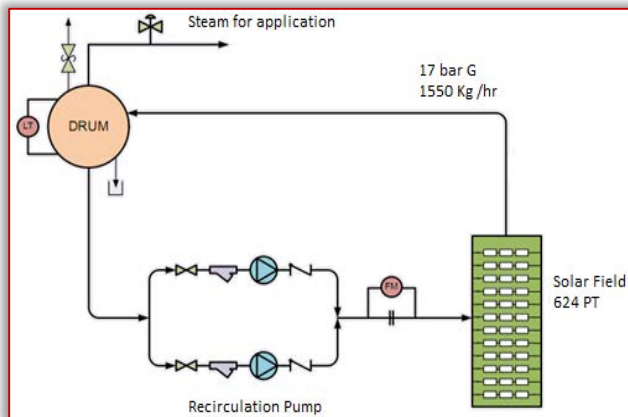 Steam for application
17 bar G
1550 Kg /hr
LT
DRUM
FM
Solar Field
624 PT
Recirculation Pump